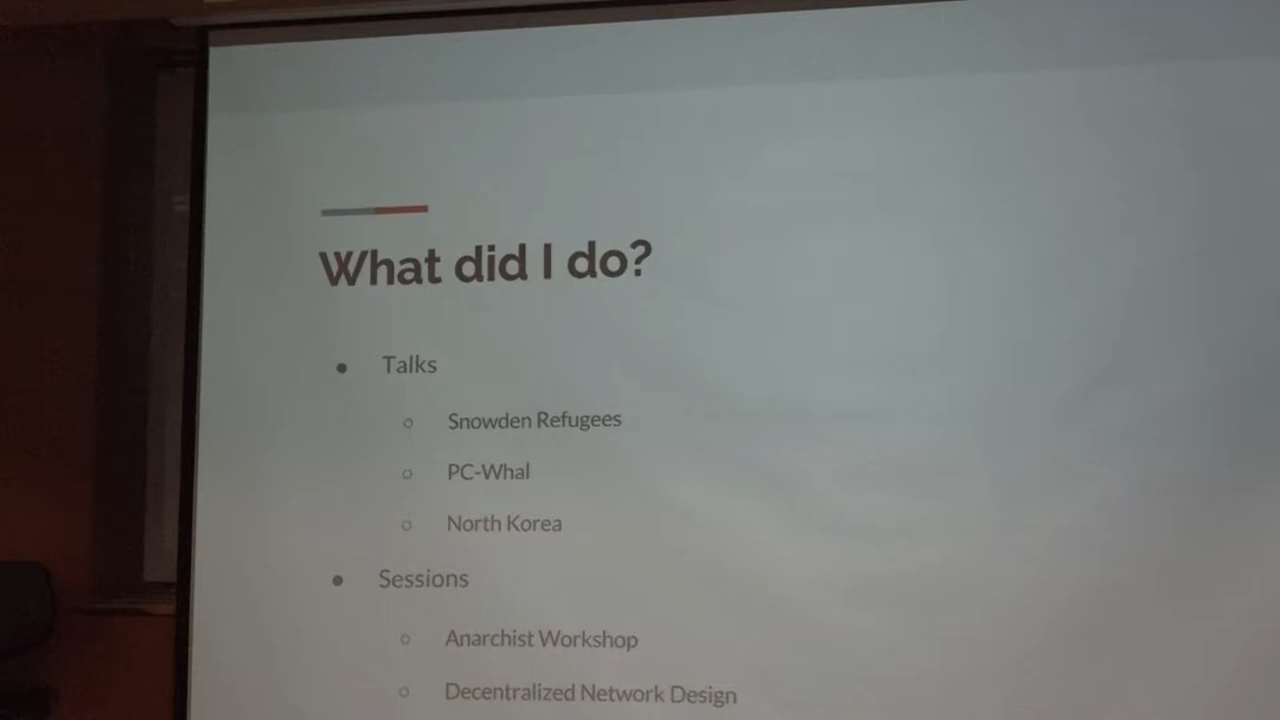 What did I do?
Talks
Snowden Refugees
PC-Whal
North Korea
Sessions
Anarchist Workshop
Decentralized Network Design